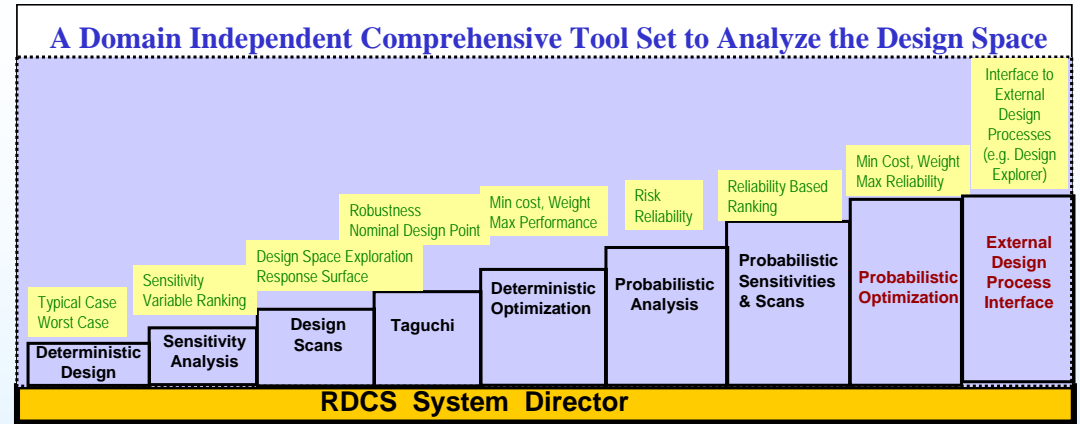 A Domain Independent Comprehensive Tool Set to Analyze the Design Space
Typical Case
Worst Case
Deterministic
Design
Sensitivity
Variable Ranking
Sensitivity
Analysis
Design Space Exploration
Response Surface
Design
Scans
Robustness
Nominal Design Point
Taguchi
Min cost, Weight
Max Performance
Deterministic
Optimization
Risk
Reliability
Probabilistic
Analysis
Reliability Based
Ranking
Probabilistic
Sensitivities
& Scans
Min Cost, Weight
Max Reliability
Probabilistic
Optimization
Interface to
External
Design
Processes
(e.g. Design
Explorer)
External
Design
Process
Interface
RDCS System Director